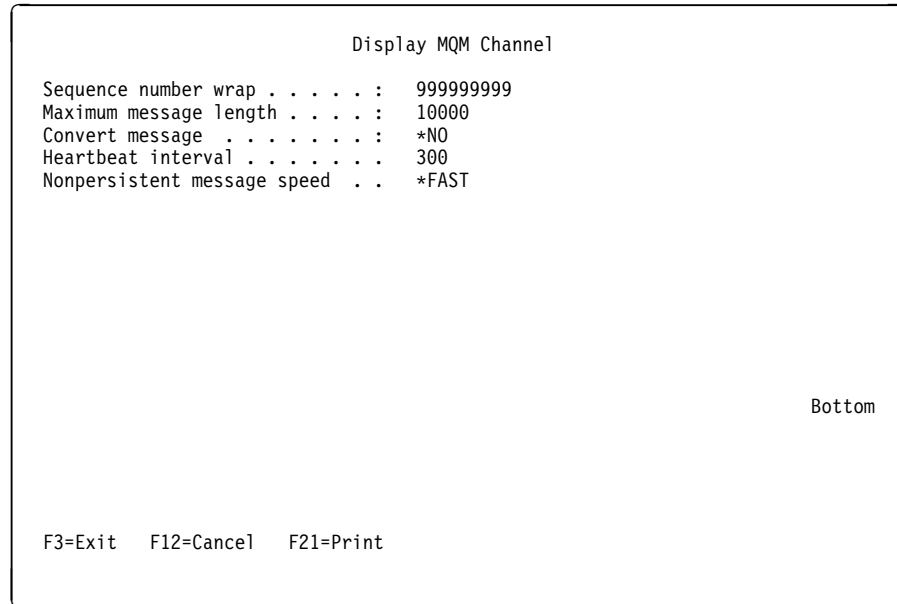 Display MQM Channel
Sequence number wrap . . . . . : 999999999
Maximum message length . . . . : 10000
Convert message . . . . . . . : *NO
Heartbeat interval . . . . . . . 300
Nonpersistent message speed . . *FAST
Bottom
F3=Exit F12=Cancel F21=Print